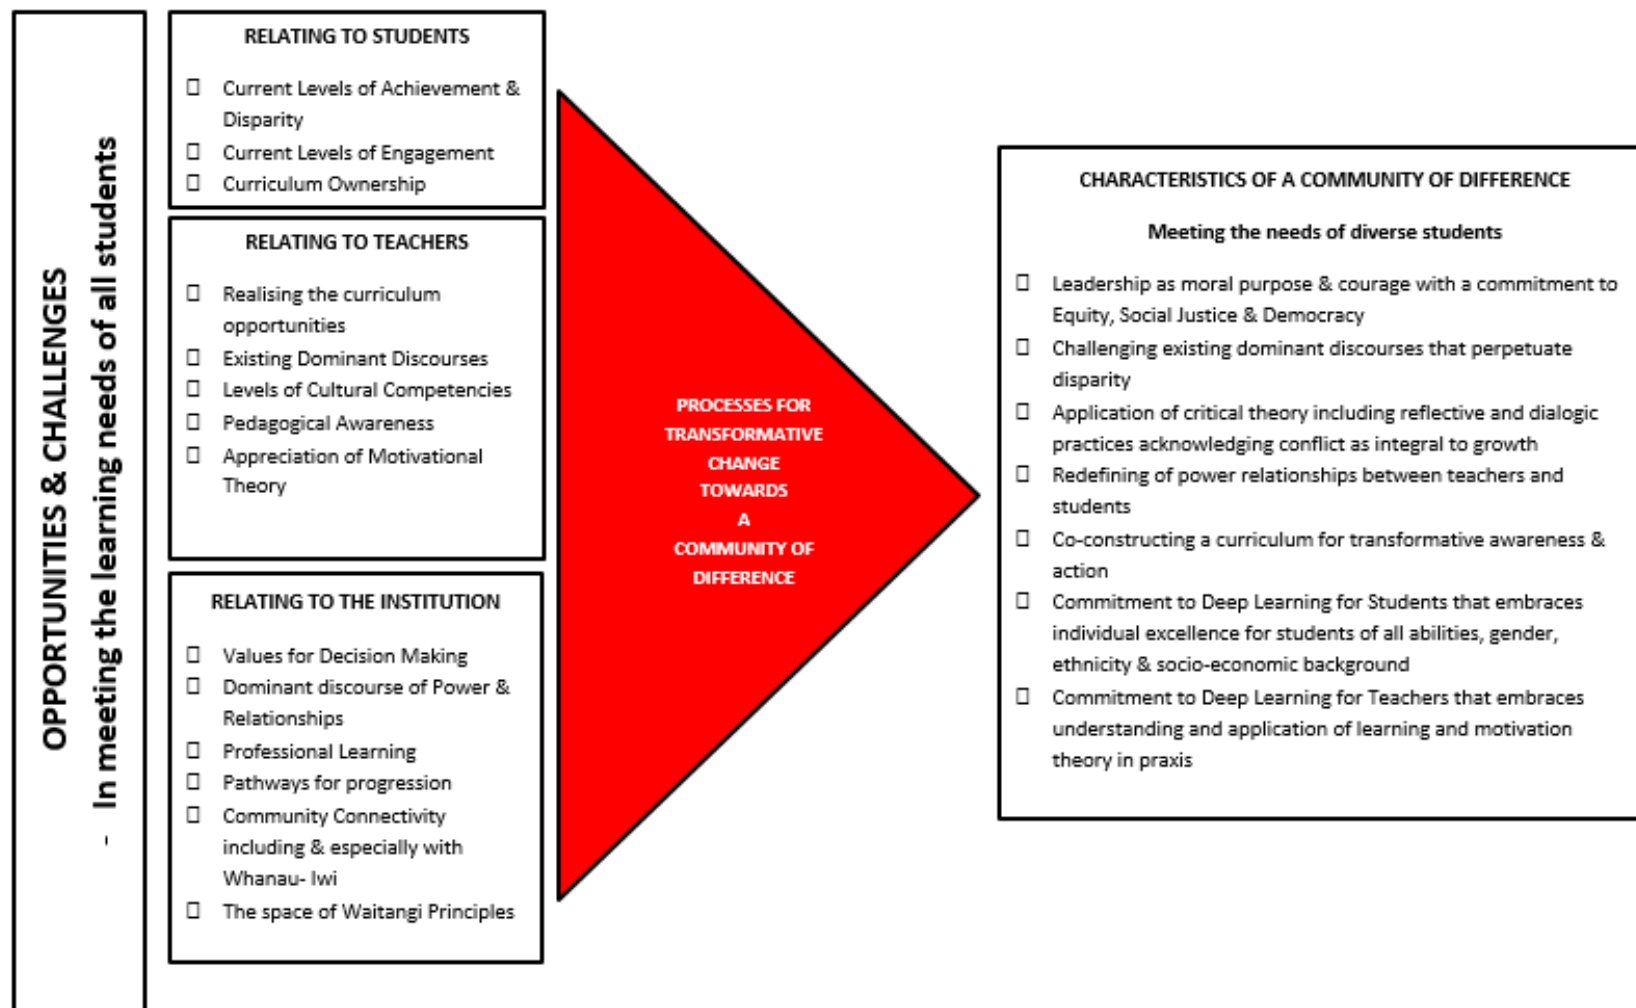 OPPORTUNITIES & CHALLENGES
- In meeting the learning needs of all students
RELATING TO STUDENTS
Current Levels of Achievement &
Disparity
Current Levels of Engagement
Curriculum Ownership
RELATING TO TEACHERS
Realising the curriculum
opportunities
Existing Dominant Discourses
Levels of Cultural Competencies
Pedagogical Awareness
Appreciation of Motivational
Theory
RELATING TO THE INSTITUTION
Values for Decision Making
Dominant discourse of Power &
Relationships
Professional Learning
Pathways for progression
Community Connectivity
including & especially with
Whanau- Iwi
The space of Waitangi Principles
PROCESSES FOR
TRANSFORMATIVE
CHANGE
TOWARDS
A
COMMUNITY OF
DIFFERENCE
CHARACTERISTICS OF A COMMUNITY OF DIFFERENCE
Meeting the needs of diverse students
Leadership as moral purpose & courage with a commitment to
Equity, Social Justice & Democracy
Challenging existing dominant discourses that perpetuate
disparity
Application of critical theory including reflective and dialogic
practices acknowledging conflict as integral to growth
Redefining of power relationships between teachers and
students
Co-constructing a curriculum for transformative awareness &
action
Commitment to Deep Learning for Students that embraces
individual excellence for students of all abilities, gender,
ethnicity & socio-economic background
Commitment to Deep Learning for Teachers that embraces
understanding and application of learning and motivation
theory in praxis